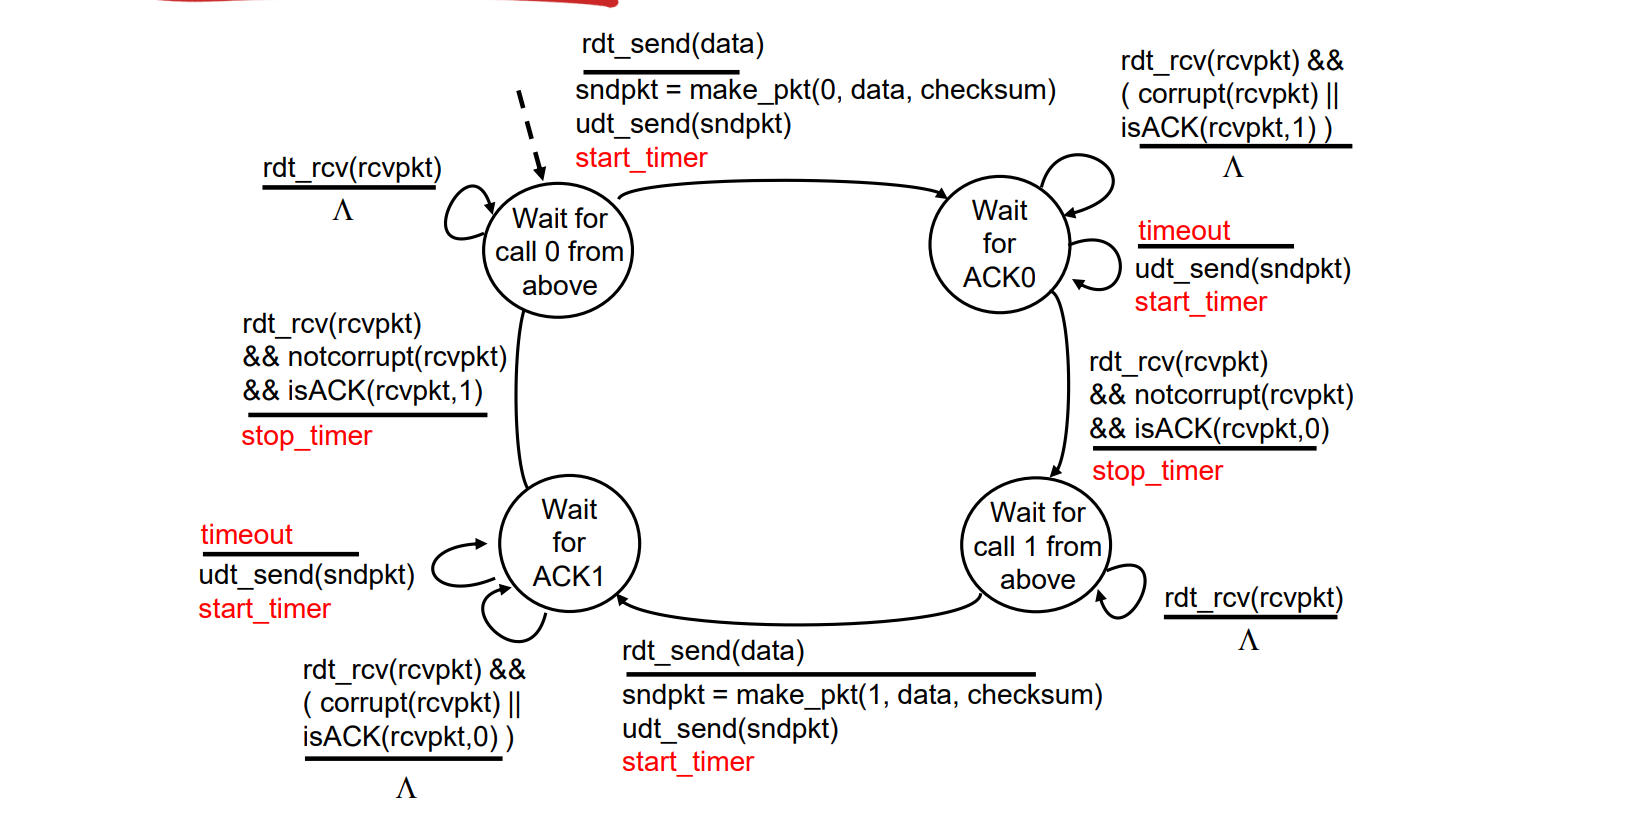 rdt_send(data)
sndpkt = make_pkt(0, data, checksum)
udt_send(sndpkt)
start_timer
rdt_rcv(rcvpkt) &&
( corrupt(rcvpkt) ||
isACK(rcvpkt,1) )
Λ
rdt_rcv(rcvpkt)
Λ
Wait for
call 0 from
above
Wait
for
ACK0
timeout
udt_send(sndpkt)
start_timer
rdt_rcv(rcvpkt)
&& notcorrupt(rcvpkt)
&& isACK(rcvpkt,1)
stop_timer
rdt_rcv(rcvpkt)
&& notcorrupt(rcvpkt)
&& isACK(rcvpkt,0)
stop_timer
Wait
for
ACK1
Wait for
call 1 from
above
timeout
udt_send(sndpkt)
start_timer
rdt_rcv(rcvpkt)
Λ
rdt_rcv(rcvpkt) &&
( corrupt(rcvpkt) ||
isACK(rcvpkt,0) )
Λ
rdt_send(data)
sndpkt = make_pkt(1, data, checksum)
udt_send(sndpkt)
start_timer